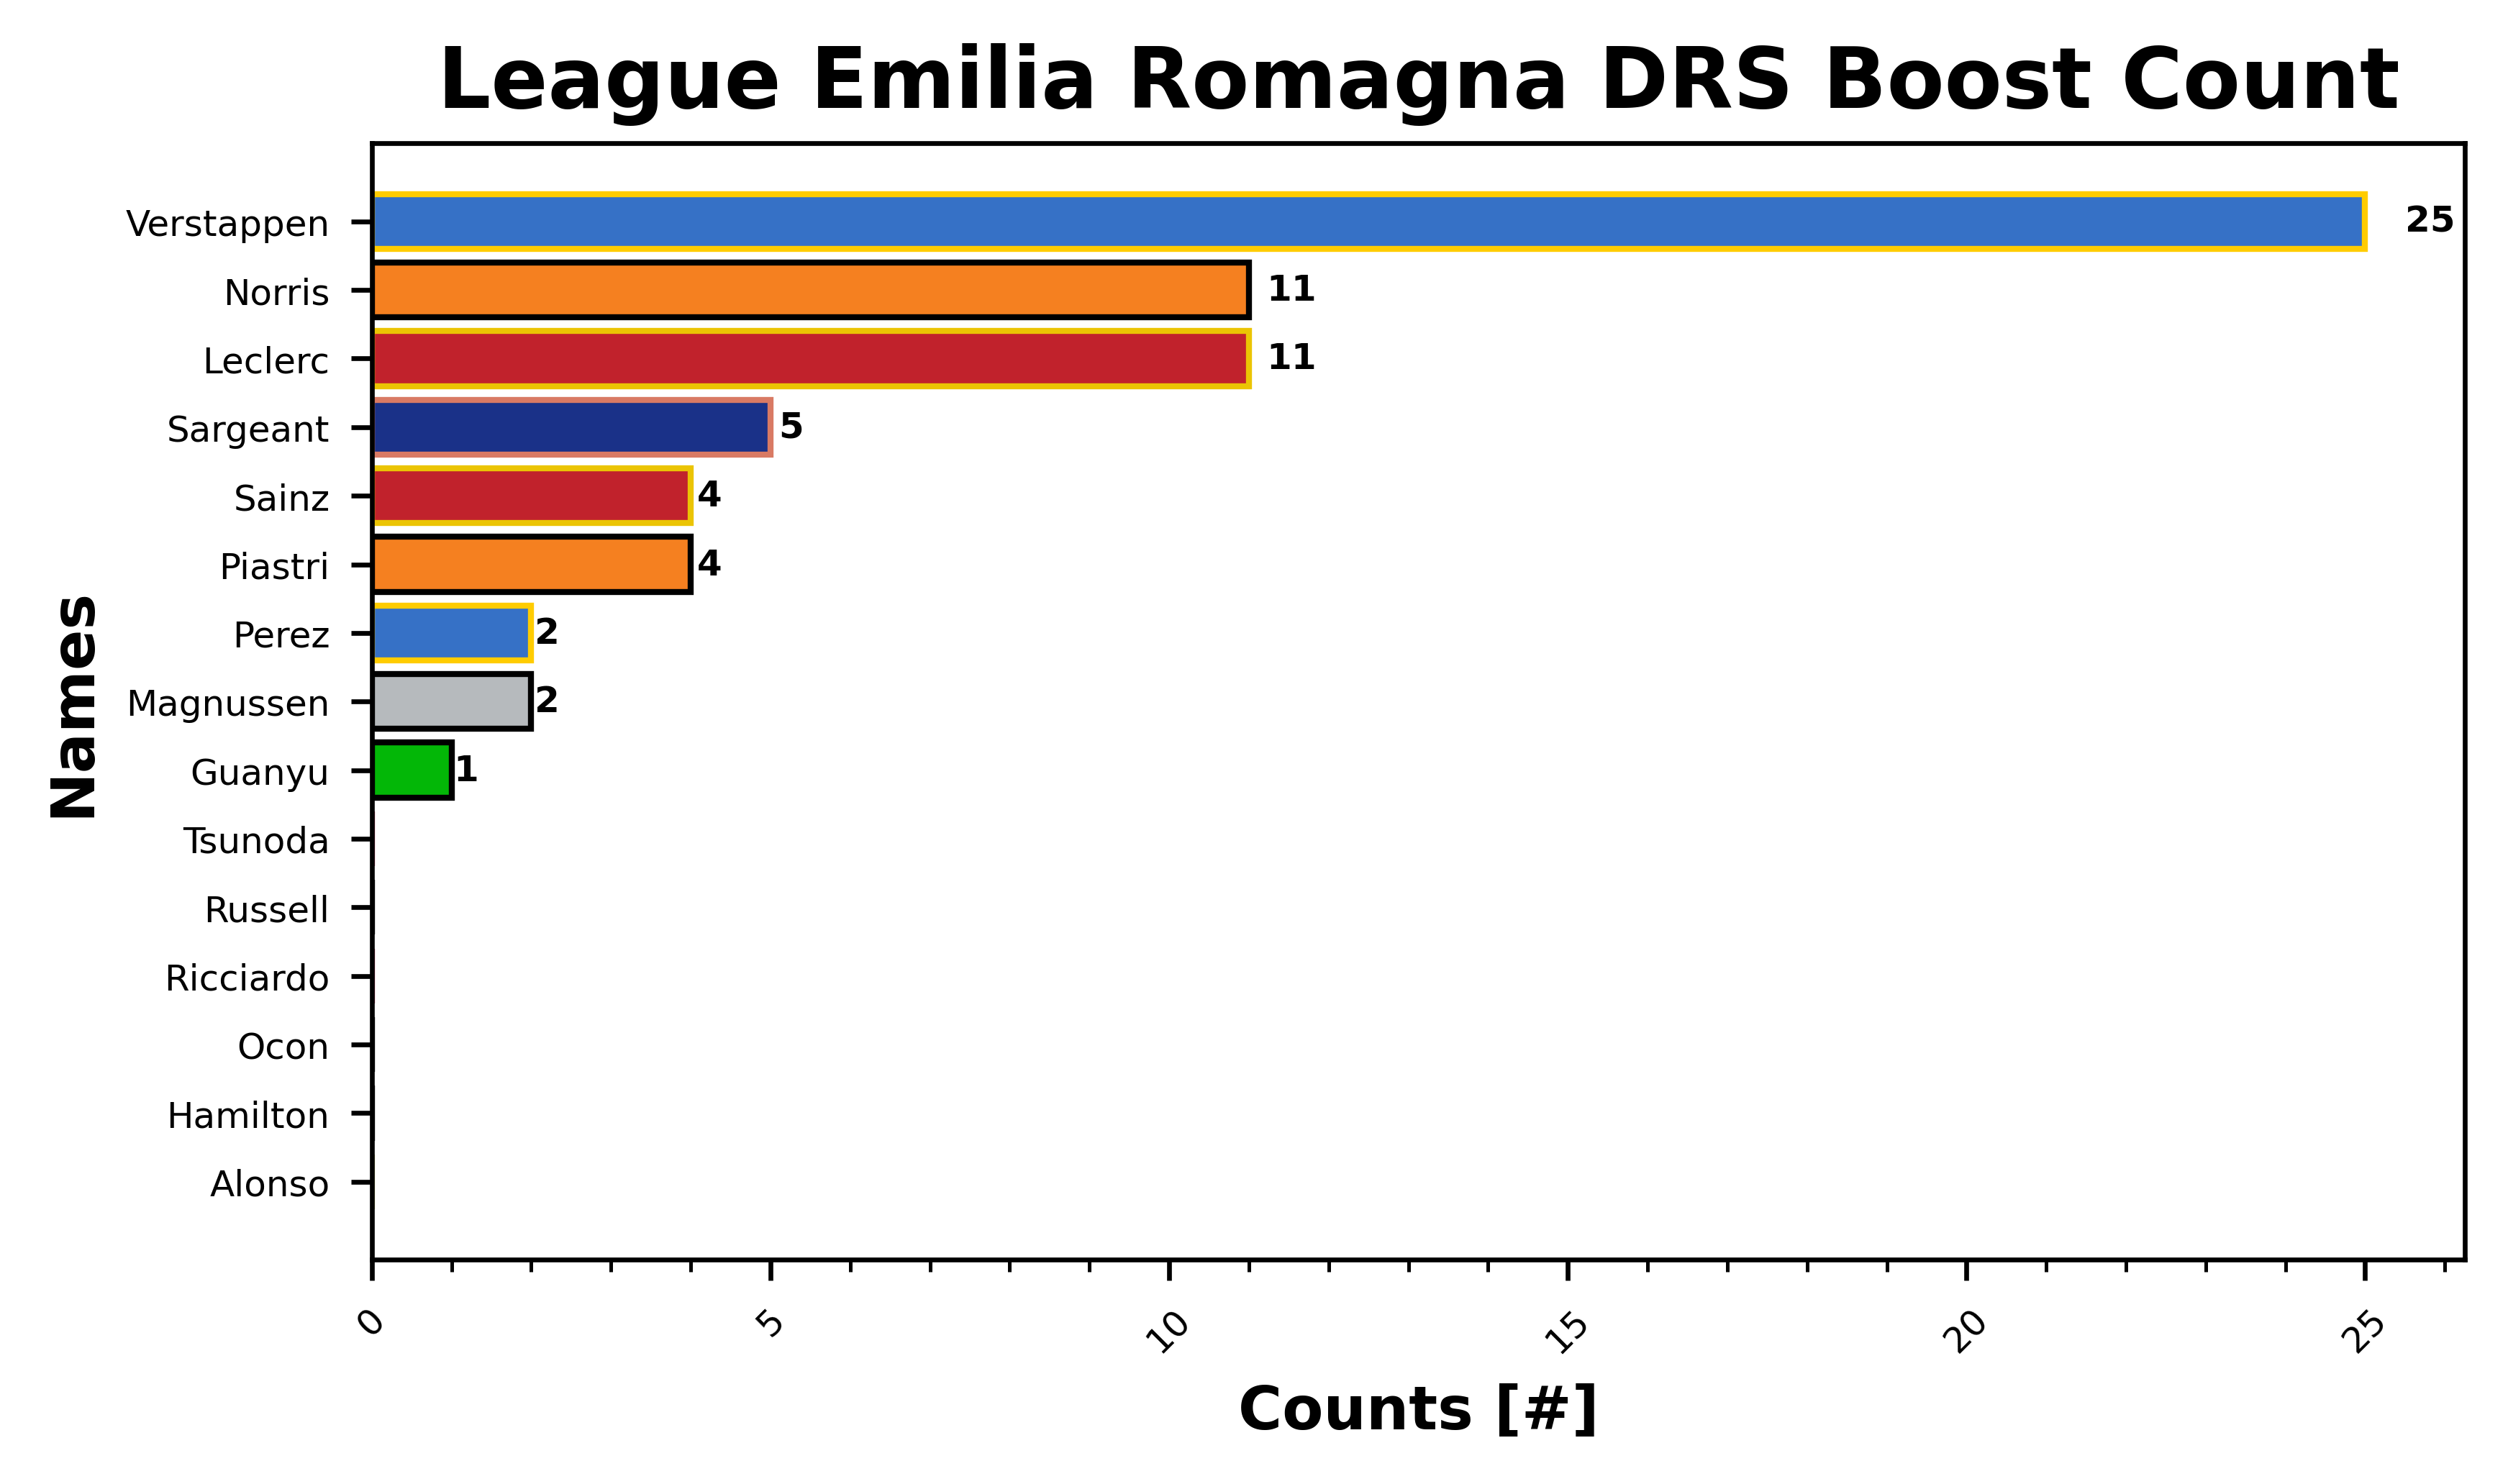 League Emilia Romagna DRS Boost Count
Names
Verstappen 25
Norris 11
Leclerc 11
Sargeant 5
Sainz 4
Piastri 4
Perez 2
Magnussen 2
Guanyu 1
Tsunoda
Russell
Ricciardo
Ocon
Hamilton
Alonso
0 5 10 15 20 25
Counts [#]